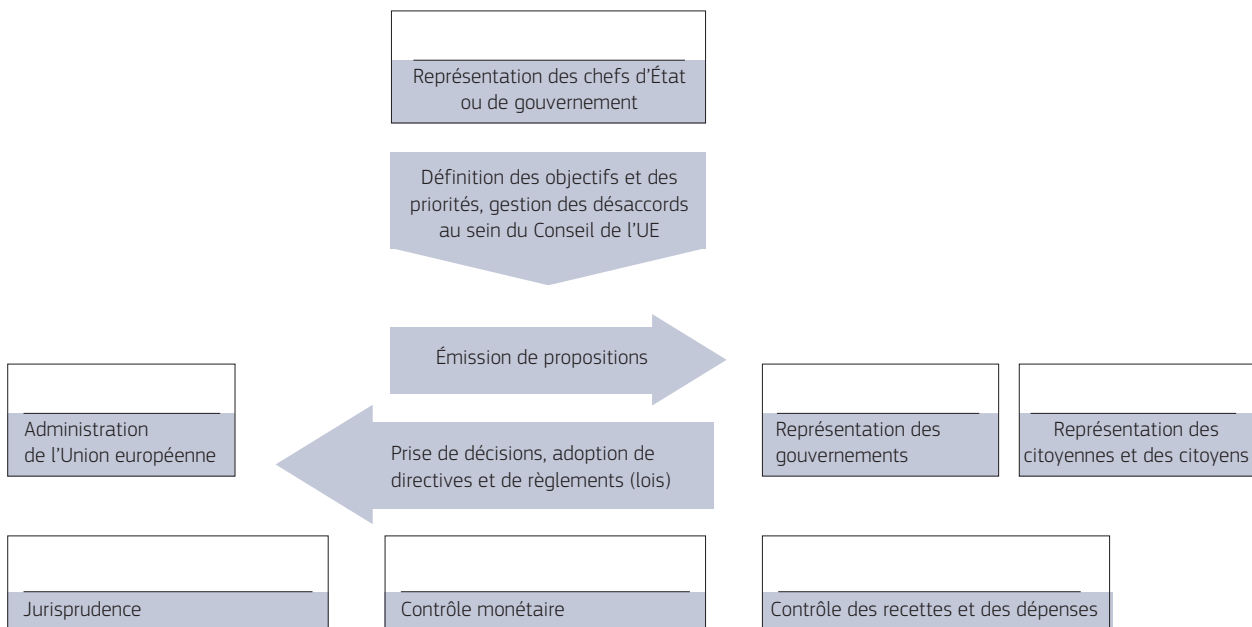 Représentation des chefs d’État
ou de gouvernement
Définition des objectifs et des
priorités, gestion des désaccords
au sein du Conseil de l’UE
Émission de propositions
Administration
de l’Union européenne
Prise de décisions, adoption de
directives et de règlements (lois)
Représentation des
gouvernements
Représentation des
citoyennes et des citoyens
Jurisprudence
Contrôle monétaire
Contrôle des recettes et des dépenses